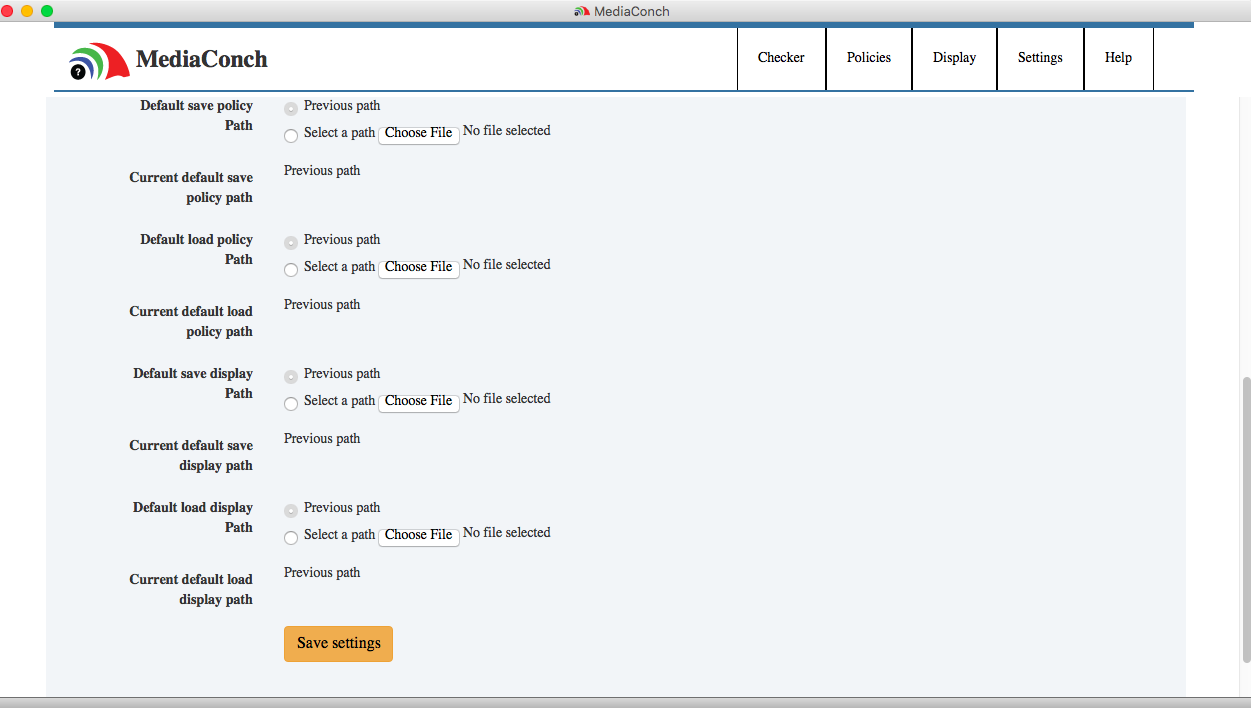 MediaConch
?
MediaConch
Checker
Policies
Display
Settings
Help
Default save policy
Path
Previous path
Select a path Choose File No file selected
Current default save
policy path
Previous path
Default load policy
Path
Previous path
Select a path Choose File No file selected
Current default load
policy path
Previous path
Default save display
Path
Previous path
Select a path Choose File No file selected
Current default save
display path
Previous path
Default load display
Path
Previous path
Select a path Choose File No file selected
Current default load
display path
Previous path
Save settings